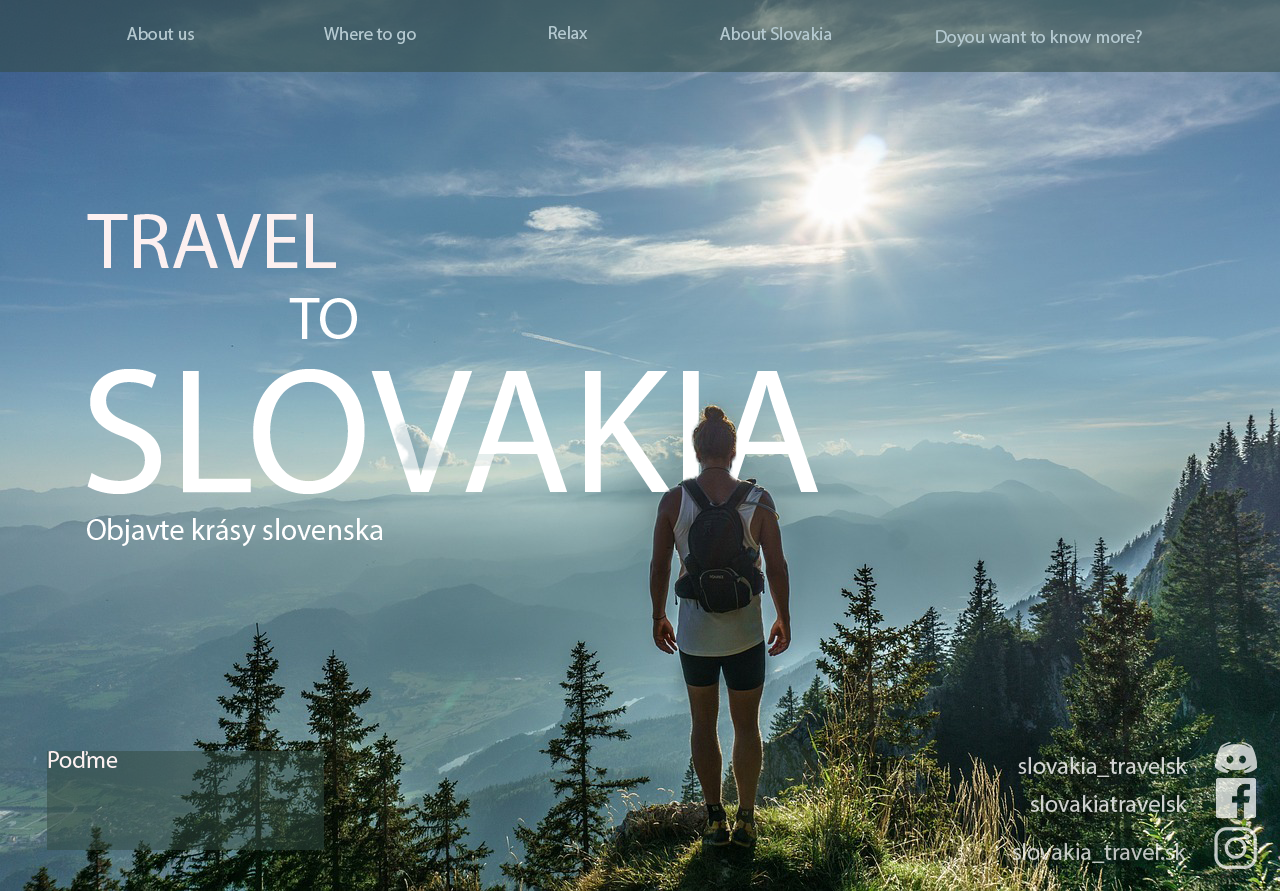 About us
Where to go
Relax
About Slovakia
Doyou want to know more?
TRAVEL
TO
SLOVAKIA
Objavte krásy slovenska
Poďme
slovakia_travelsk
slovakiatravelsk
slovakia_travel.sk